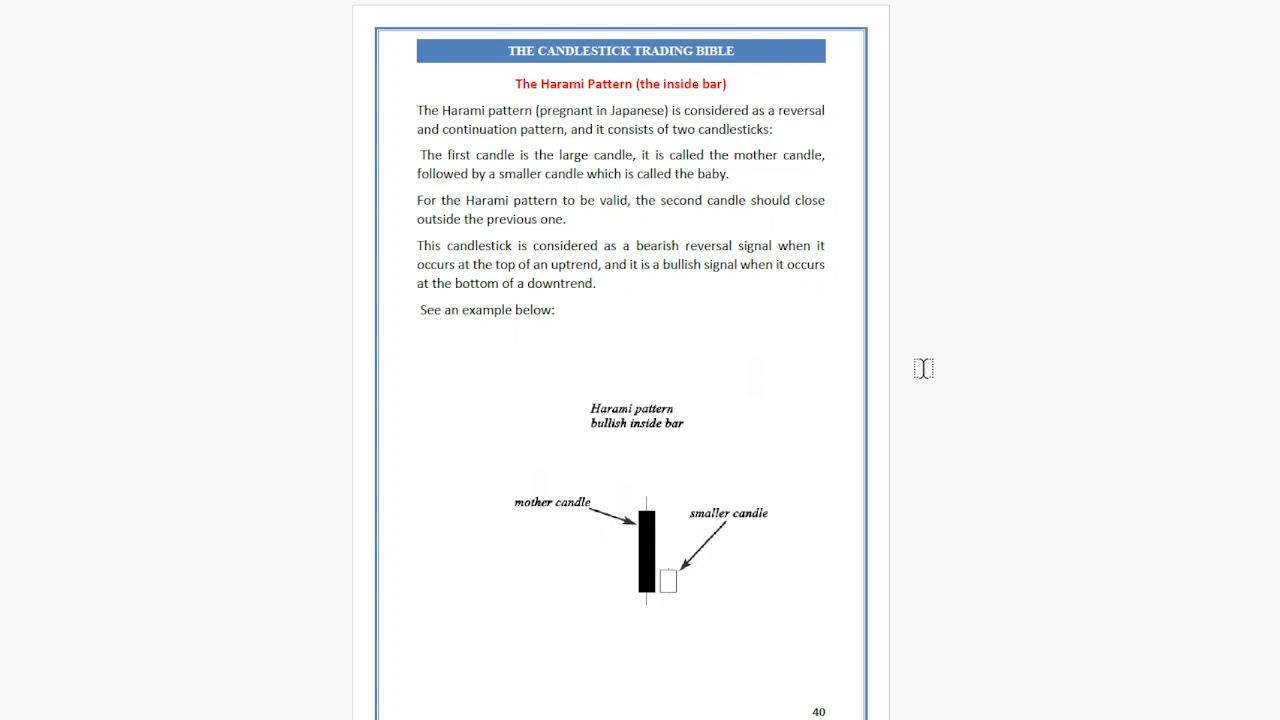 THE CANDLESTICK TRADING BIBLE
The Harami Pattern (the inside bar)
The Harami pattern (pregnant in Japanese) is considered as a reversal
and continuation pattern, and it consists of two candlesticks:
The first candle is the large candle, it is called the mother candle,
followed by a smaller candle which is called the baby.
For the Harami pattern to be valid, the second candle should close
outside the previous one.
This candlestick is considered as a bearish reversal signal when it
occurs at the top of an uptrend, and it is a bullish signal when it occurs
at the bottom of a downtrend.
See an example below:
Harami pattern
bullish inside bar
mother candle
smaller candle
40